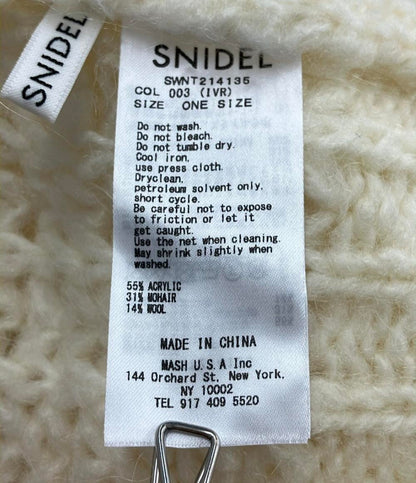 SNIDEL
SNIDEL
SWNT214135
COL 003 (IVR)
SIZE ONE SIZE
Do not wash.
Do not bleach.
Do not tumble dry.
Cool iron,
use press cloth.
Dryclean,
petroleum solvent only,
short cycle.
Be careful not to expose
to friction or let it
get caught.
Use the net when cleaning.
May shrink slightly when
washed.
55% ACRYLIC
31% MOHAIR
14% WOOL
MADE IN CHINA
MASH U.S.A Inc
144 Orchard St, New York,
NY 10002
TEL 917 409 5520